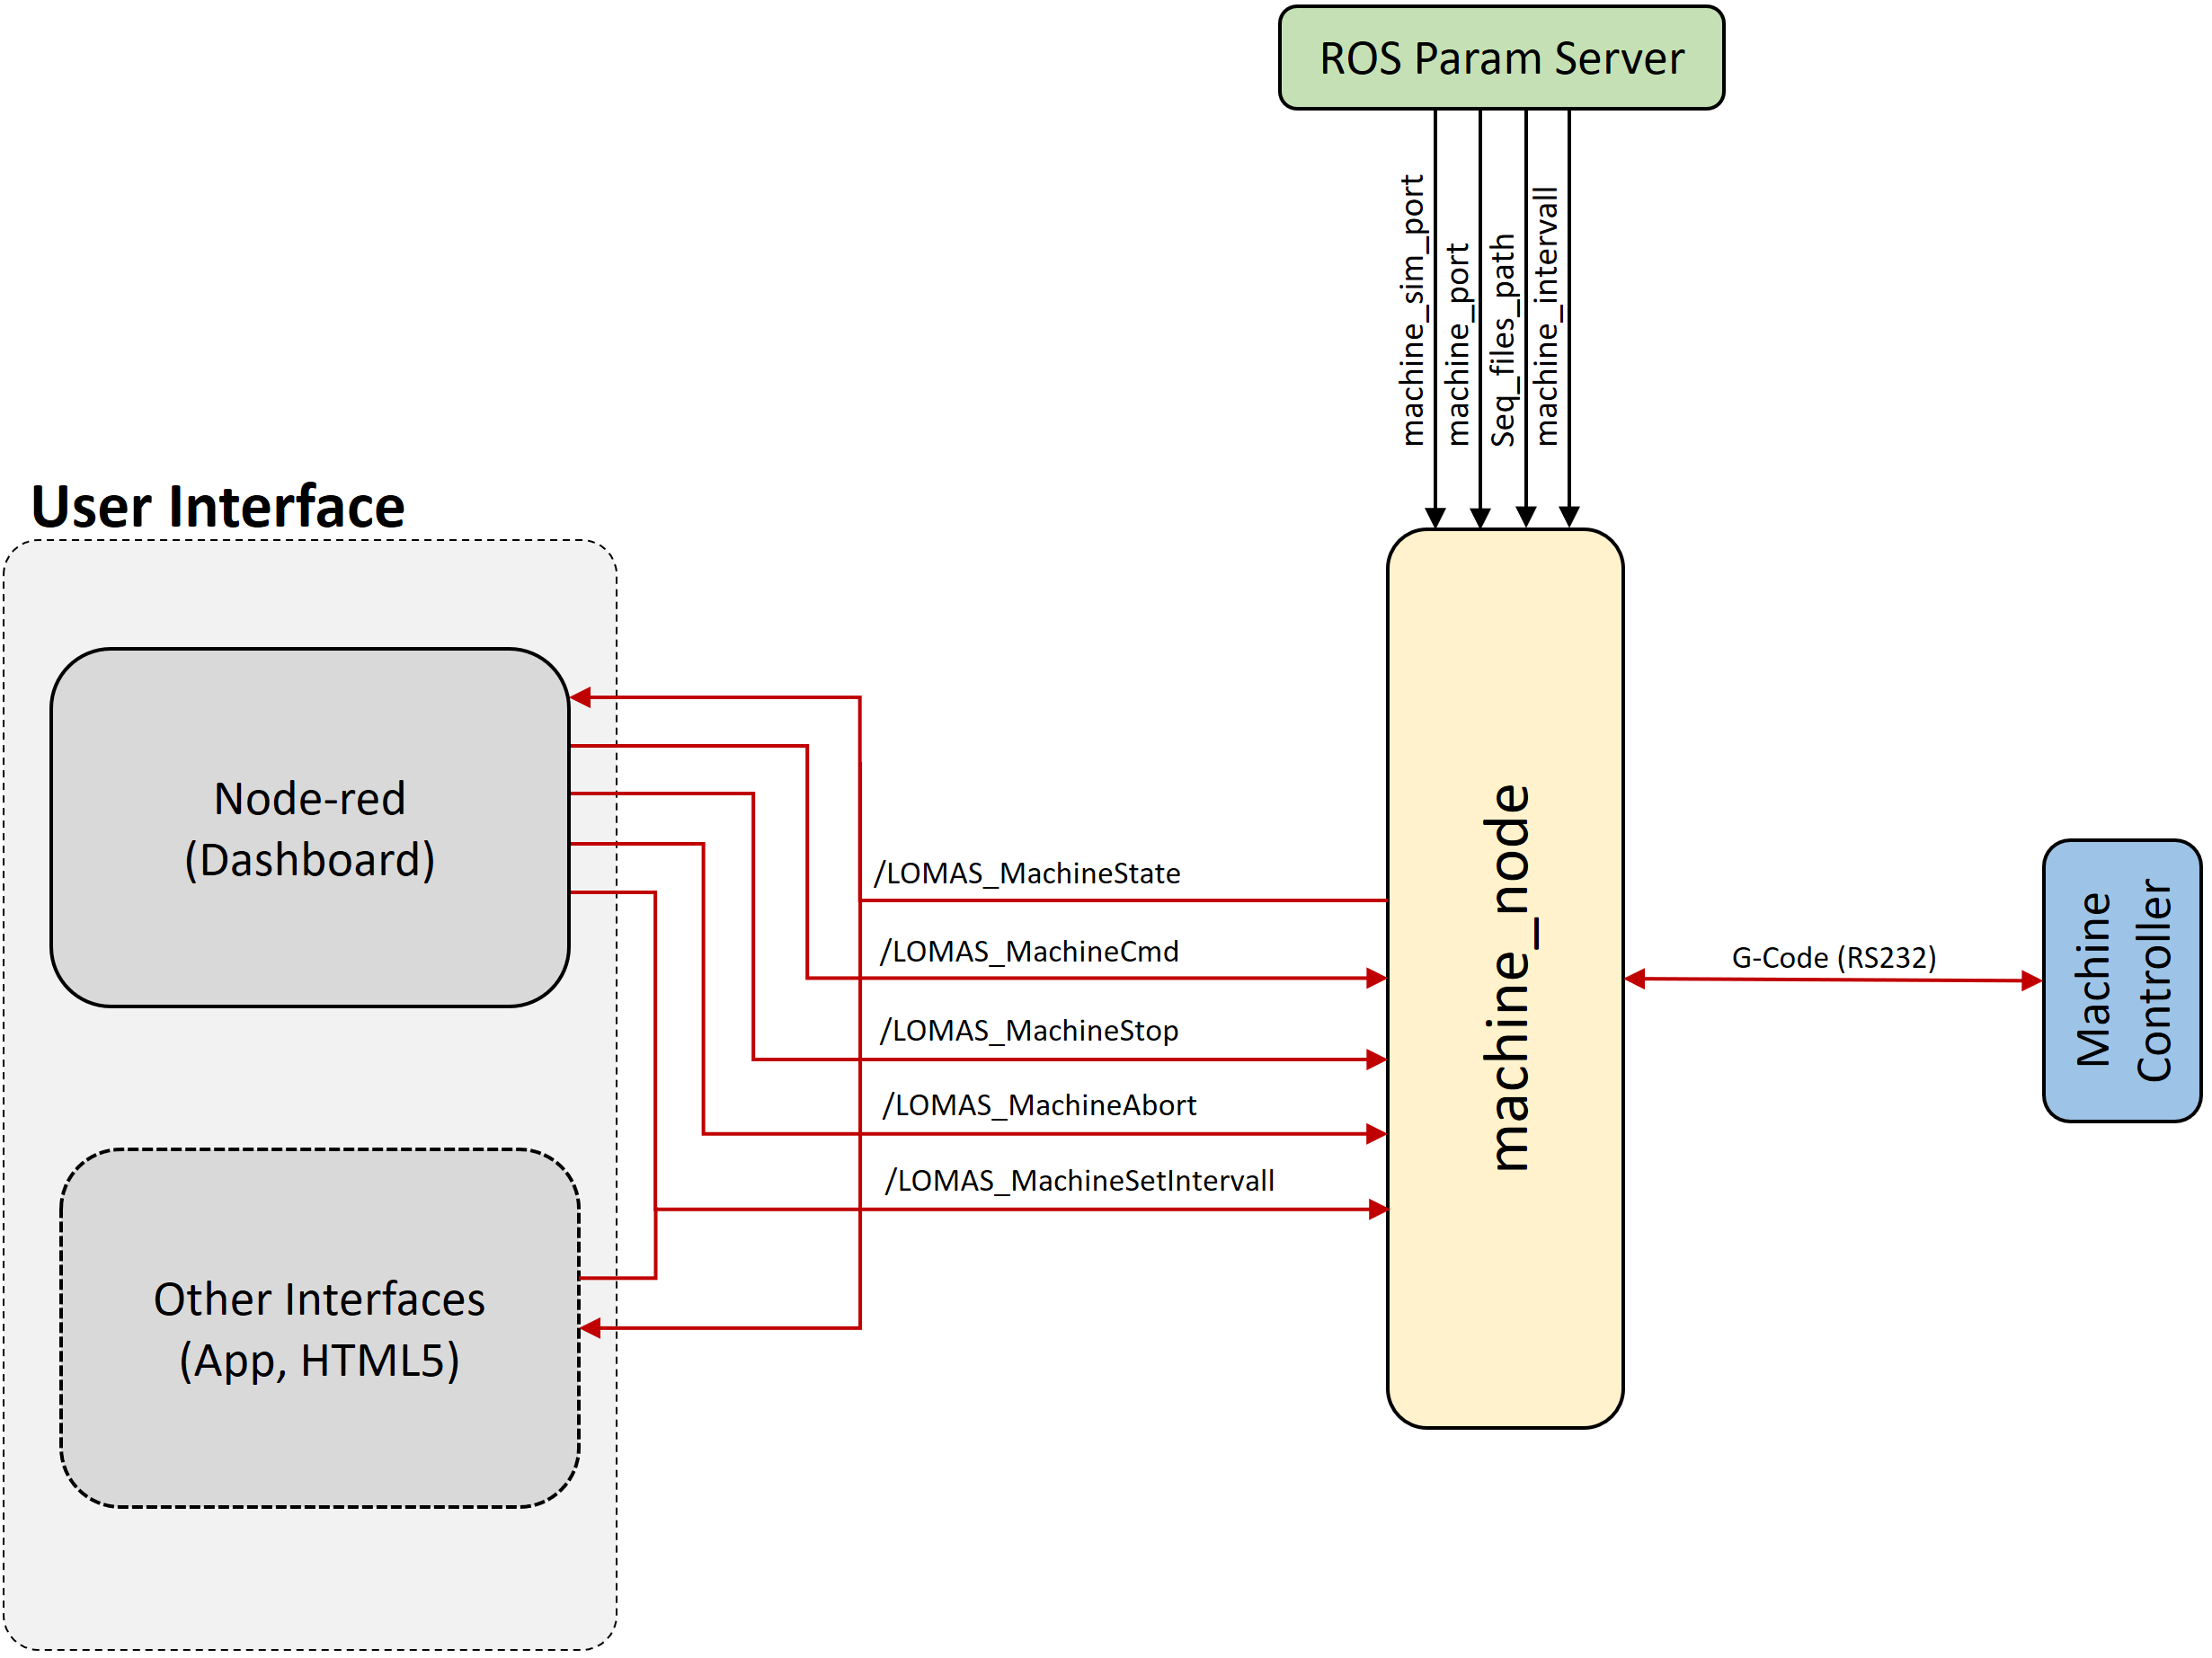 ROS Param Server
machine_sim_port
machine_port
Seq_files_path
machine_intervall
User Interface
Node-red
(Dashboard)
/LOMAS_MachineState
/LOMAS_MachineCmd
/LOMAS_MachineStop
/LOMAS_MachineAbort
/LOMAS_MachineSetIntervall
machine_node
G-Code (RS232)
Machine
Controller
Other Interfaces
(App, HTML5)